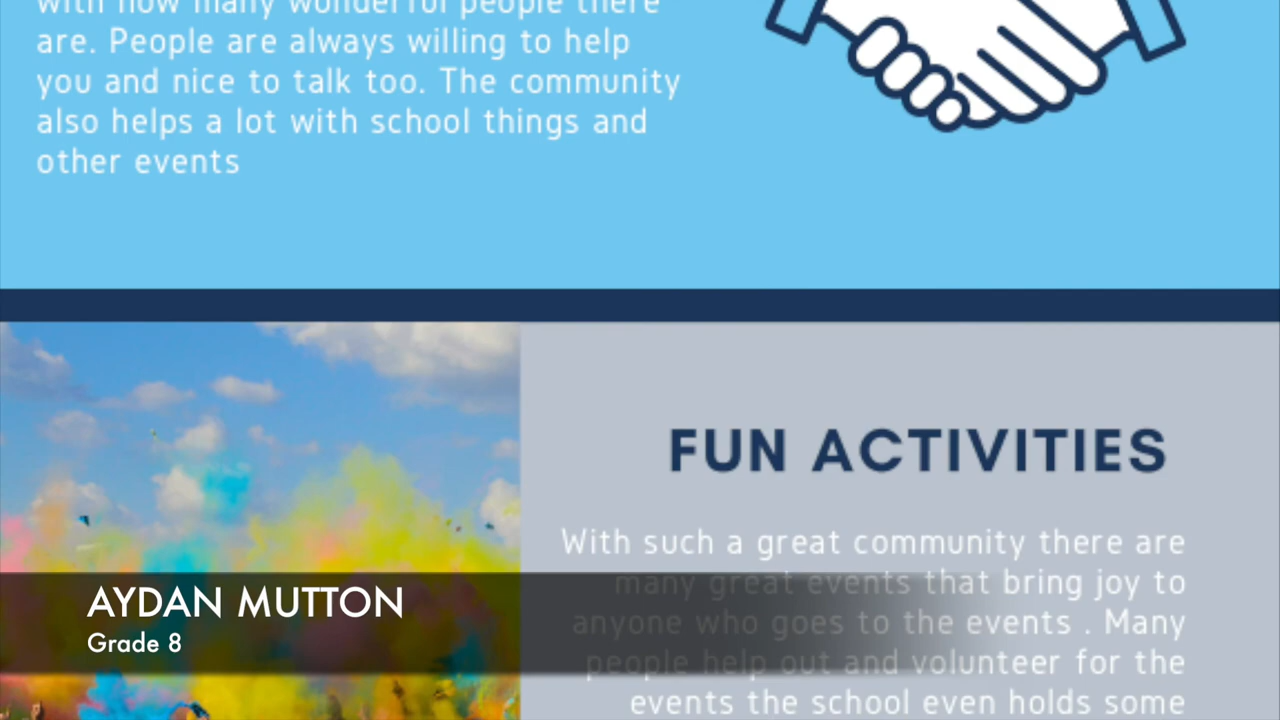 with how many wonderful people there
are. People are always willing to help
you and nice to talk too. The community
also helps a lot with school things and
other events
FUN ACTIVITIES
With such a great community there are
many great events that bring joy to
anyone who goes to the events . Many
people help out and volunteer for the
events the school even holds some
AYDAN MUTTON
Grade 8